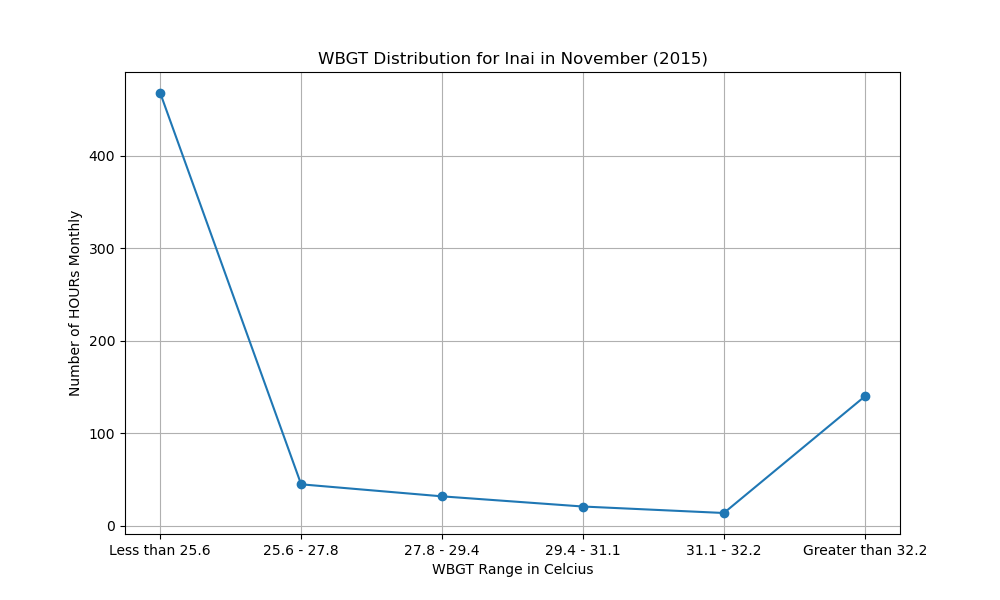 WBGT Distribution for Inai in November (2015)
Number of HOURs Monthly
400
300
200
100
0
Less than 25.6 25.6 - 27.8 27.8 - 29.4 29.4 - 31.1 31.1 - 32.2 Greater than 32.2
WBGT Range in Celcius